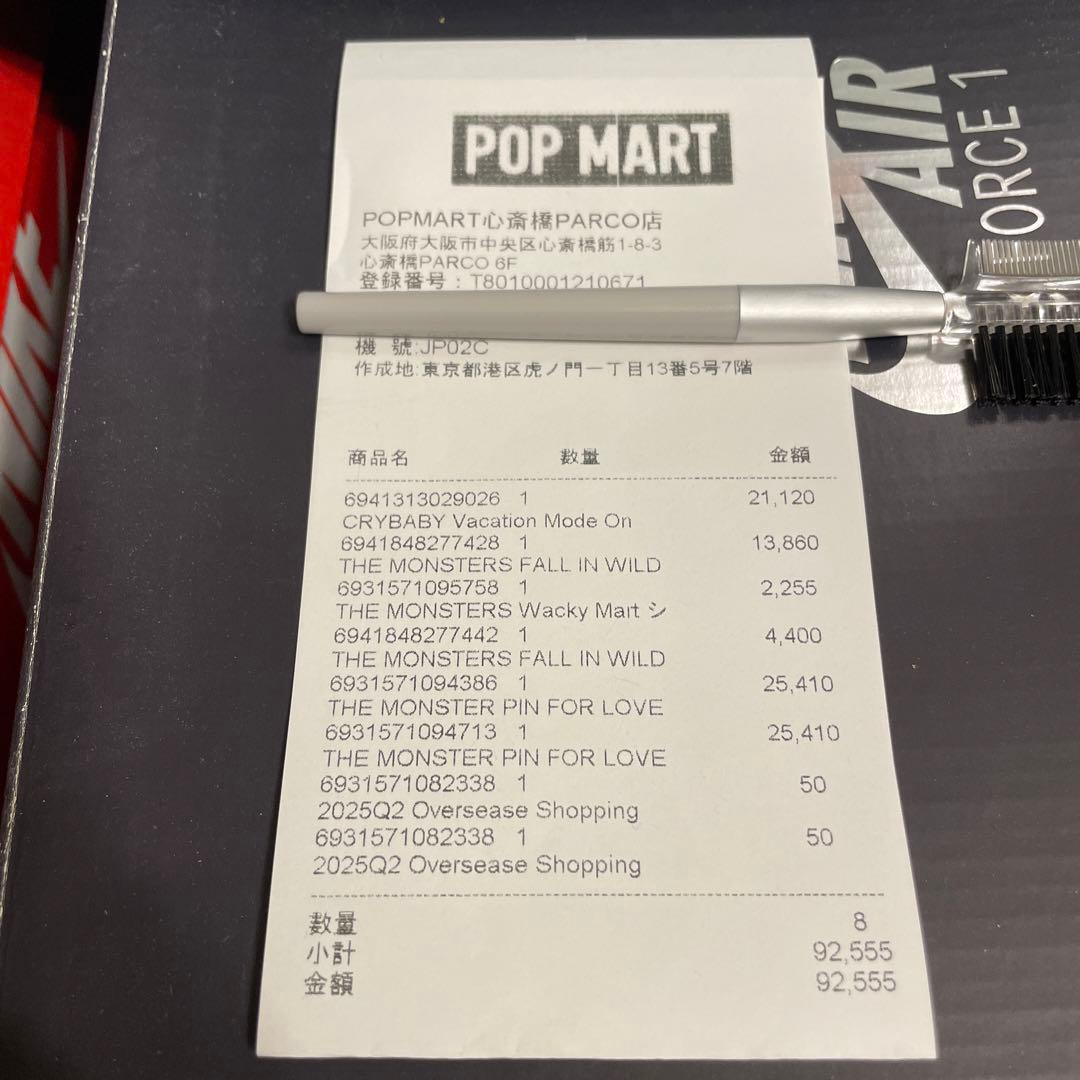 POP MART
POPMART心斎橋PARCO店
大阪府大阪市中央区心斎橋筋1-8-3
心斎橋PARCO 6F
登録番号：T8010001210671
機 號:JP02C
作成地:東京都港区虎ノ門一丁目13番5号7階
商品名 数量 金額
6941313029026 1 21,120
CRYBABY Vacation Mode On
6941848277428 1 13,860
THE MONSTERS FALL IN WILD
6931571095758 1 2,255
THE MONSTERS Wacky Mart シ
6941848277442 1 4,400
THE MONSTERS FALL IN WILD
6931571094386 1 25,410
THE MONSTER PIN FOR LOVE
6931571094713 1 25,410
THE MONSTER PIN FOR LOVE
6931571082338 1 50
2025Q2 Oversease Shopping
6931571082338 1 50
2025Q2 Oversease Shopping
数量 8
小計 92,555
金額 92,555
AIR
ORCE 1